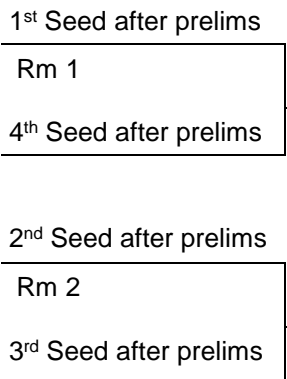 1st Seed after prelims
Rm 1
4th Seed after prelims
2nd Seed after prelims
Rm 2
3rd Seed after prelims